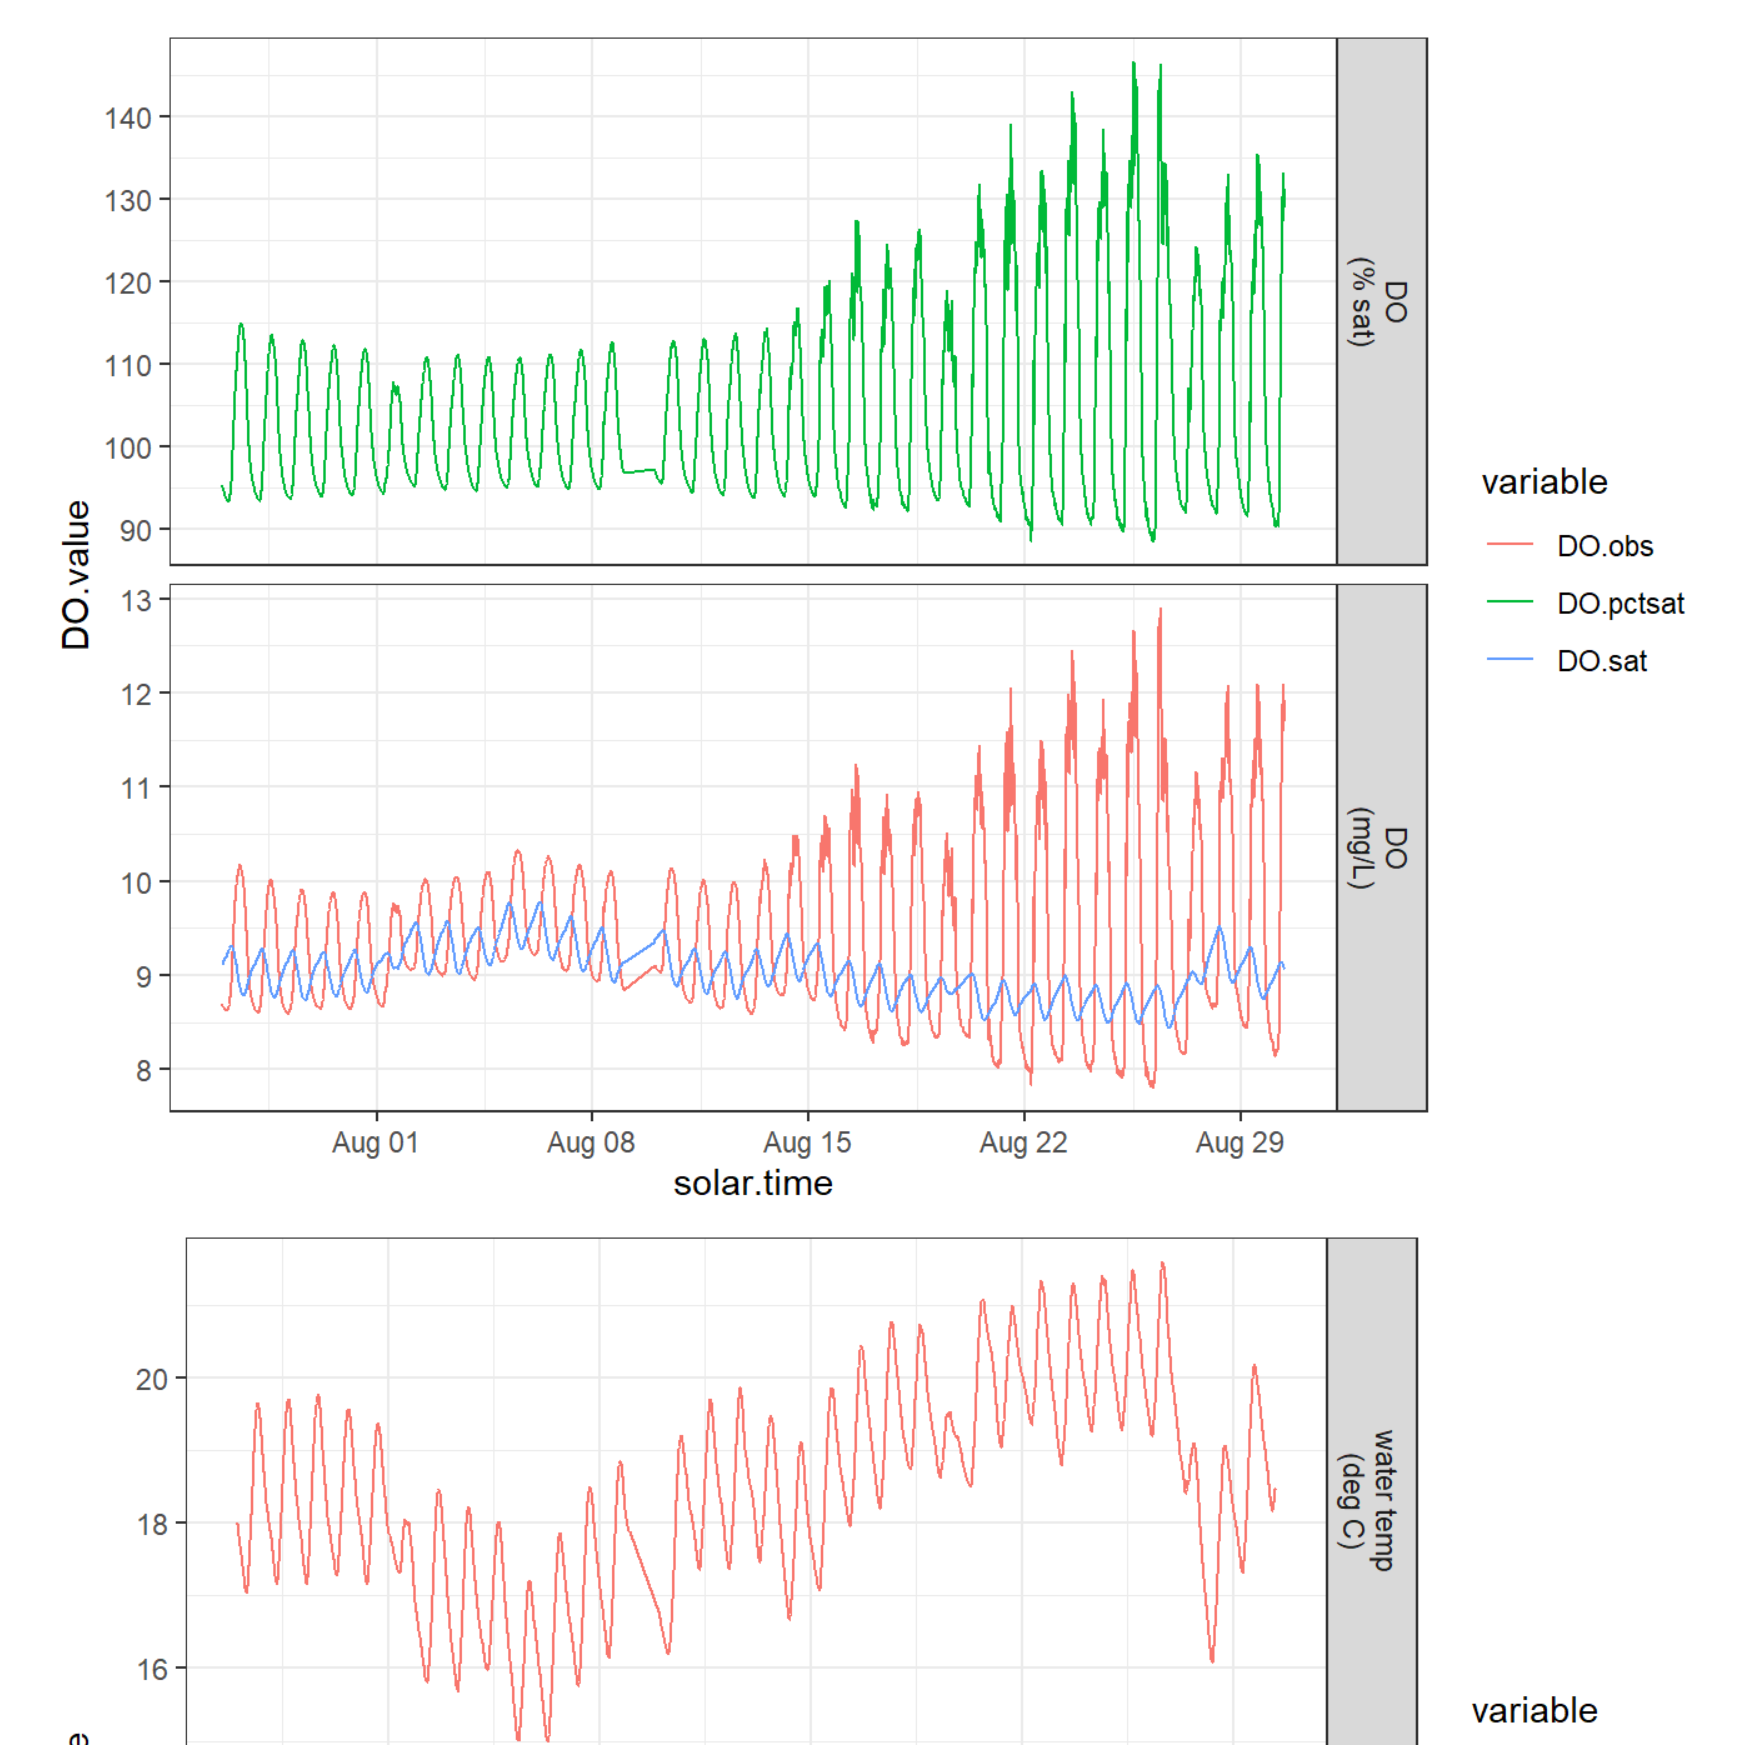 140
130
120
110
100
90
DO
(% sat)
DO.value
13
12
11
10
9
8
DO
(mg/L)
Aug 01
Aug 08
Aug 15
Aug 22
Aug 29
solar.time
variable
DO.obs
DO.pctsat
DO.sat
20
18
16
water temp
(deg C)
variable